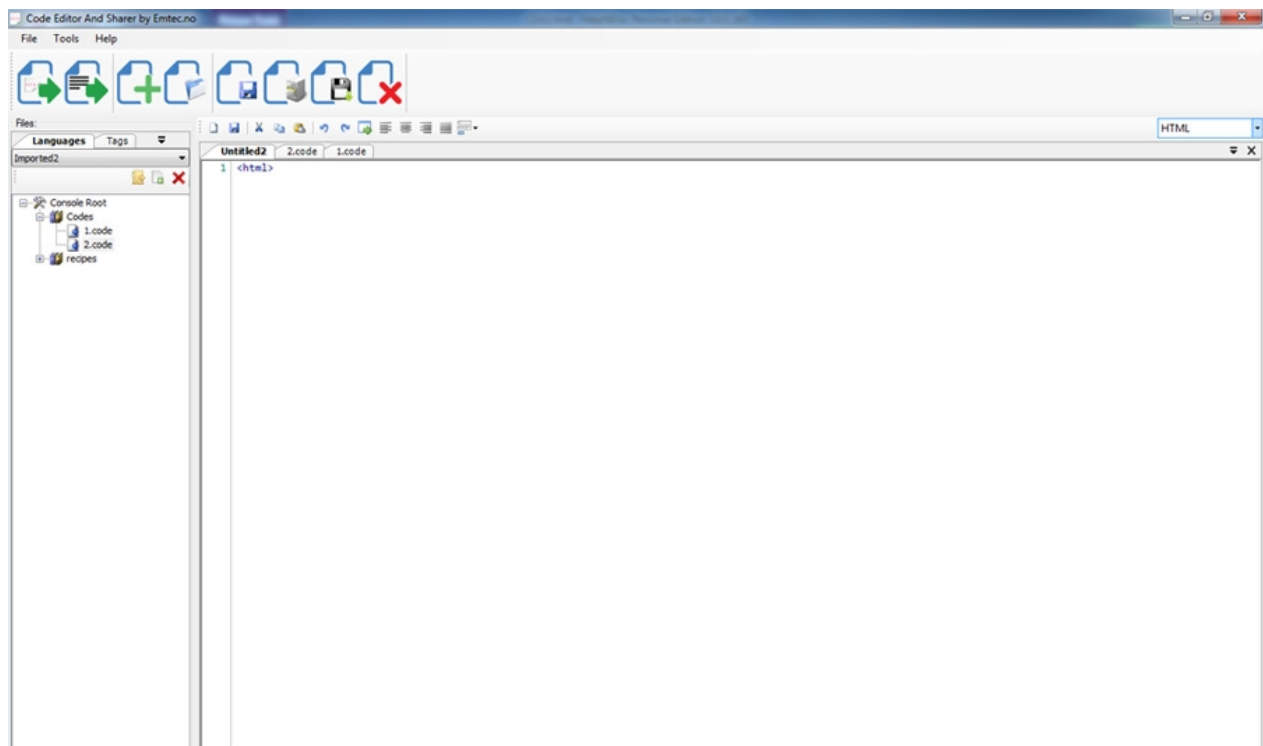 Code Editor And Sharer by Emtec.no
File Tools Help
Files:
Languages Tags
Imported2
Console Root
Codes
1.code
2.code
recipes
HTML
Untitled2 2.code 1.code
1 <html>